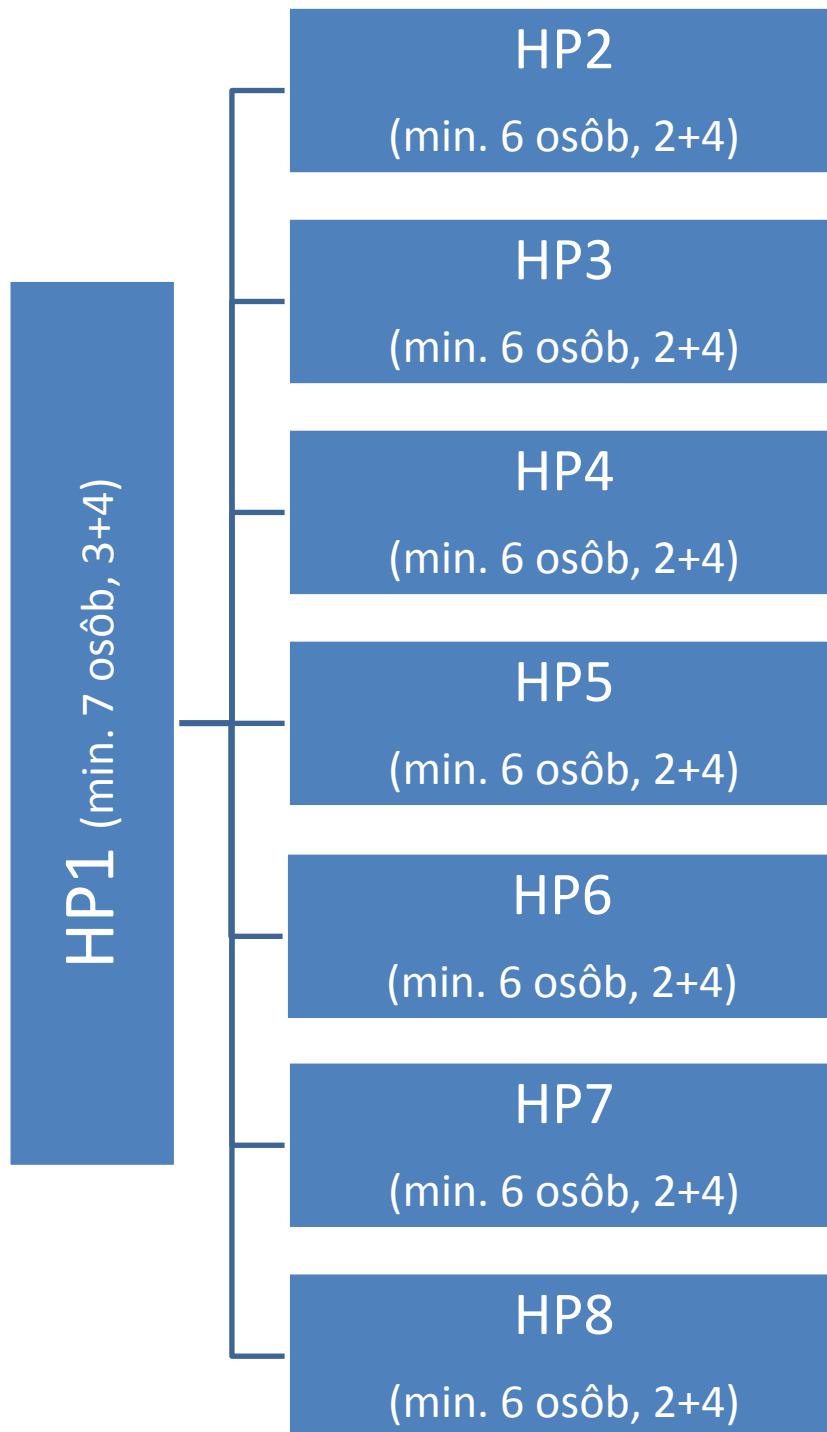 HP1 (min. 7 osôb, 3+4)
HP2
(min. 6 osôb, 2+4)
HP3
(min. 6 osôb, 2+4)
HP4
(min. 6 osôb, 2+4)
HP5
(min. 6 osôb, 2+4)
HP6
(min. 6 osôb, 2+4)
HP7
(min. 6 osôb, 2+4)
HP8
(min. 6 osôb, 2+4)